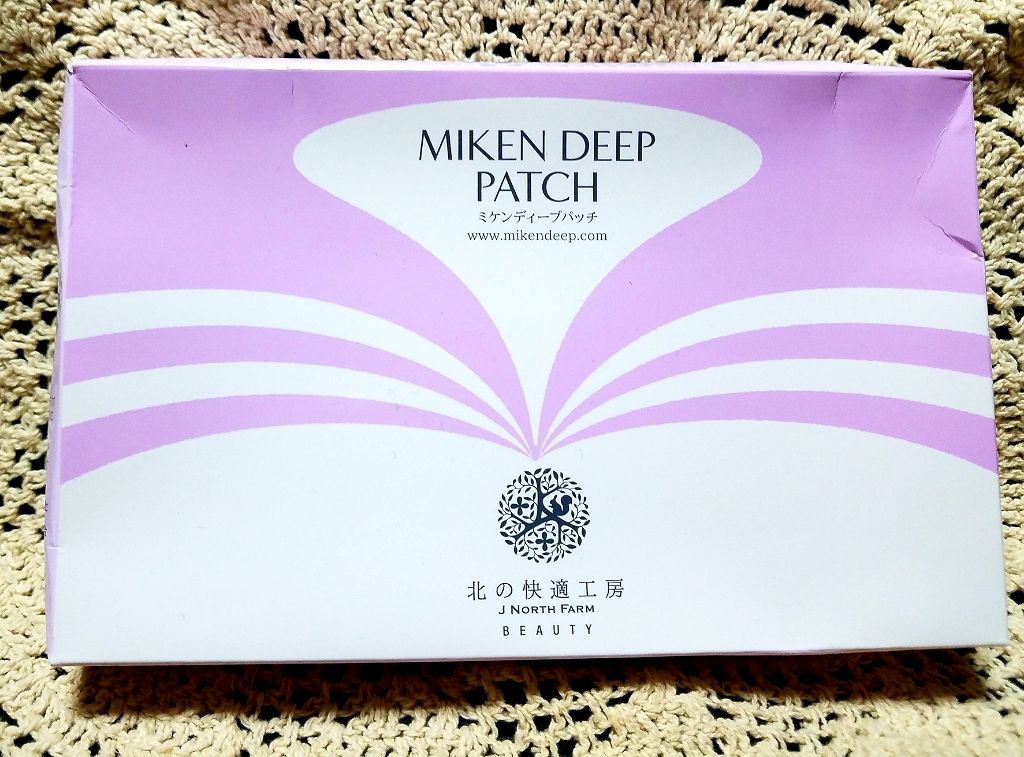 MIKEN DEEP
PATCH
ミケンディープパッチ
www.mikendeep.com
北の快適工房
J NORTH FARM
BEAUTY